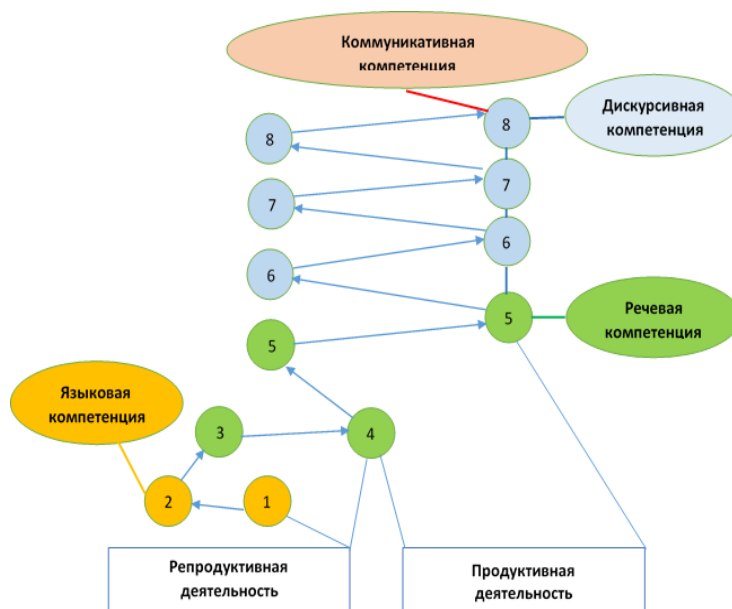 Коммуникативная
компетенция
8
Дискурсивная
компетенция
8
7
7
6
6
5
Речевая
компетенция
5
Языковая
компетенция
3
4
2
1
Репродуктивная
деятельность
Продуктивная
деятельность